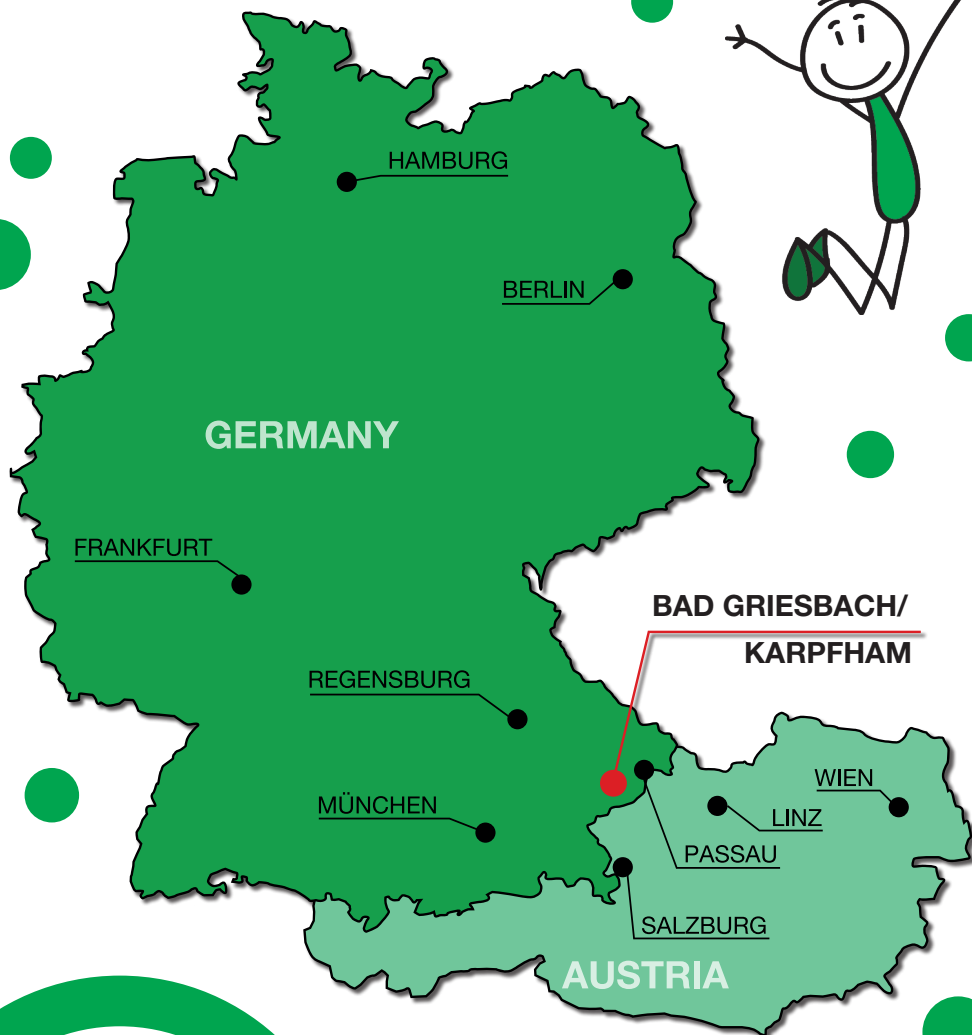 HAMBURG
BERLIN
GERMANY
FRANKFURT
BAD GRIESBACH/
KARPFHAM
REGENSBURG
MÜNCHEN
WIEN
LINZ
PASSAU
SALZBURG
AUSTRIA